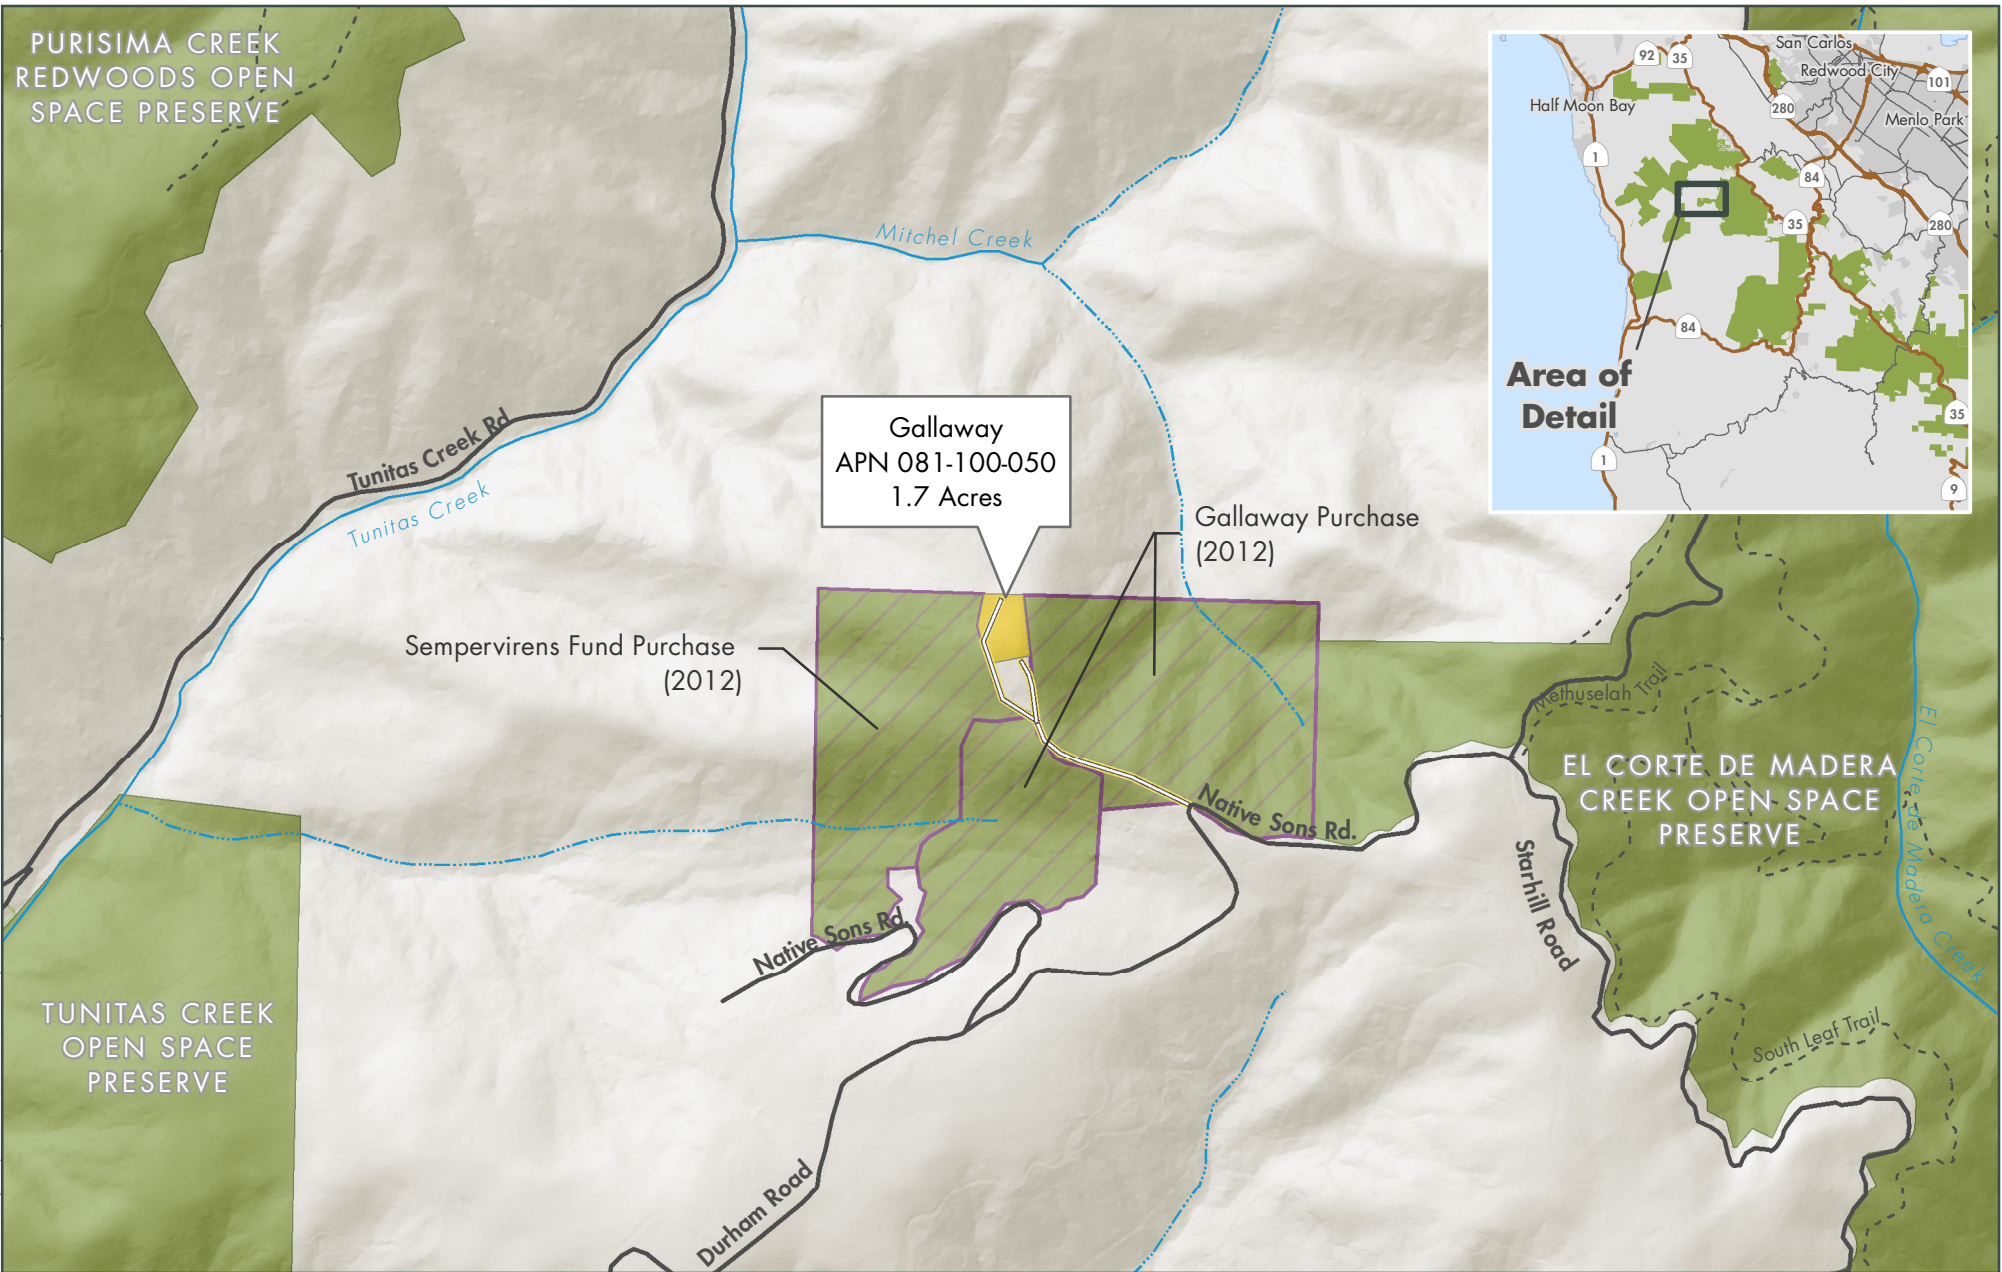 PURISIMA CREEK
REDWOODS OPEN
SPACE PRESERVE
Mitchel Creek
Tunitas Creek Rd
Tunitas Creek
Gallaway
APN 081-100-050
1.7 Acres
Gallaway Purchase
(2012)
Sempervirens Fund Purchase
(2012)
Methuselah Trail
EL CORTE DE MADERA
CREEK OPEN SPACE
PRESERVE
El Corte de Madera Creek
Native Sons Rd.
Starhill Road
Native Sons Rd.
TUNITAS CREEK
OPEN SPACE
PRESERVE
South Leaf Trail
Durham Road
San Carlos
92
35
Redwood City
101
Half Moon Bay
280
Menlo Park
1
84
35
280
84
Area of
Detail
35
1
9